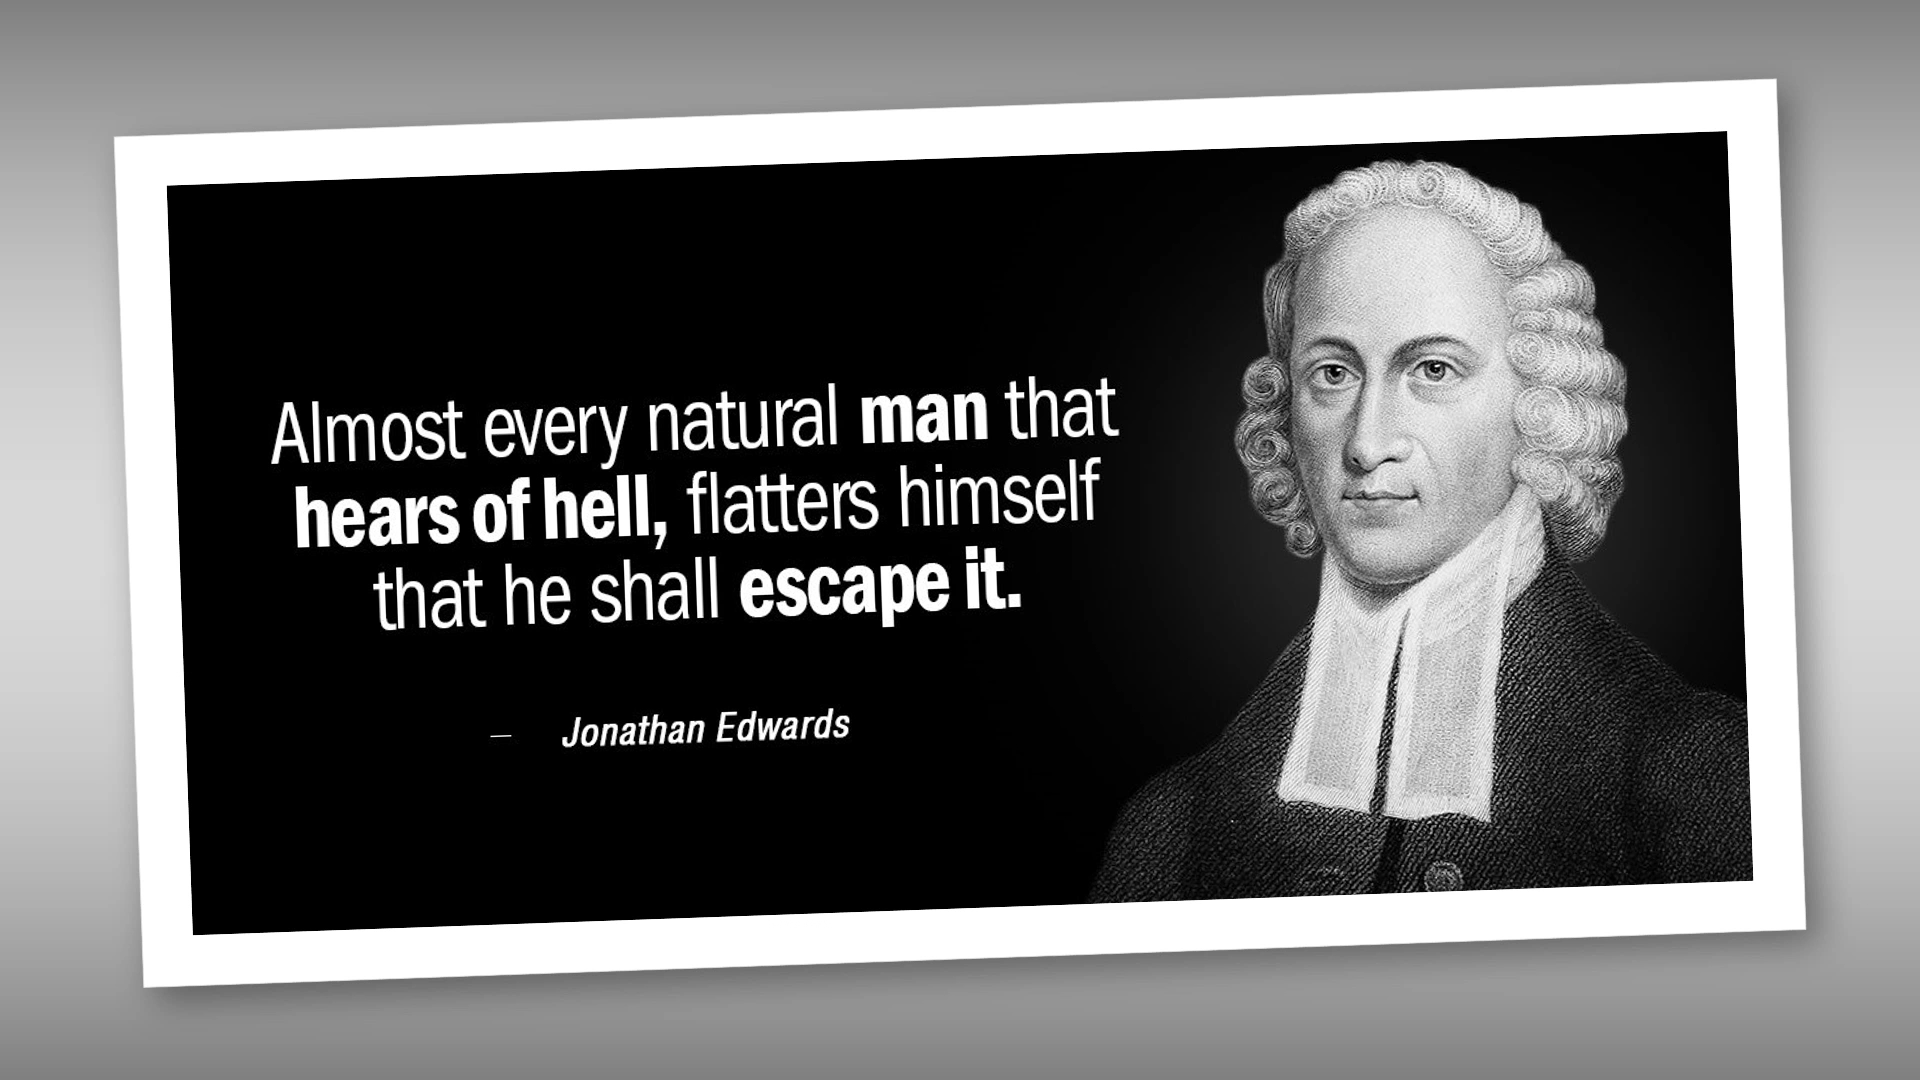 Almost every natural man that
hears of hell, flatters himself
that he shall escape it.
— Jonathan Edwards